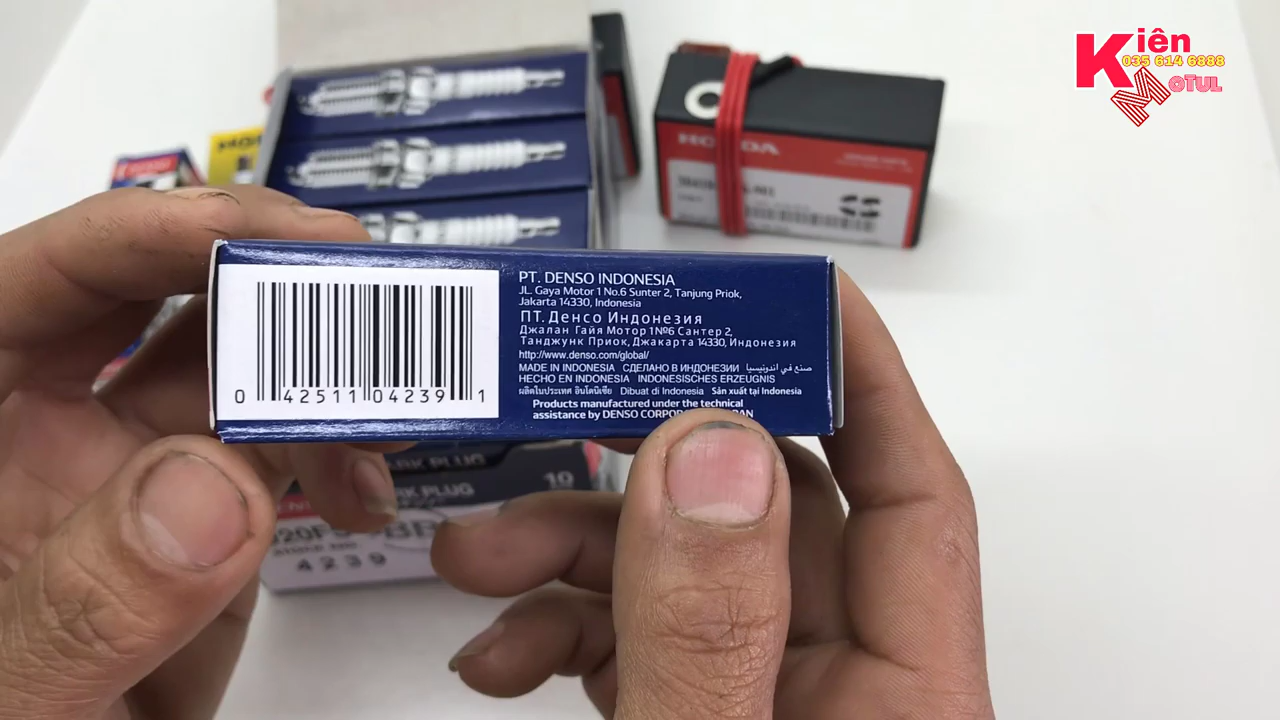 Kiên
035 614 6888
MOTUL
HONDA
PT. DENSO INDONESIA
JL. Gaya Motor 1 No.6 Sunter 2, Tanjung Priok,
Jakarta 14330, Indonesia
ПТ. Денсо Индонезия
Джалан Гайя Мотор 1№6 Сантер 2,
Танджунк Приок, Джакарта 14330, Индонезия
http://www.denso.com/global/
MADE IN INDONESIA СДЕЛАНО В ИНДОНЕЗИИ صنع في اندونيسيا
HECHO EN INDONESIA INDONESISCHES ERZEUGNIS
ผลิตในประเทศ อินโดนีเซีย Dibuat di Indonesia Sản xuất tại Indonesia
Products manufactured under the technical
assistance by DENSO
0 42511 04239 1
PLUG
PLUG
10
4239